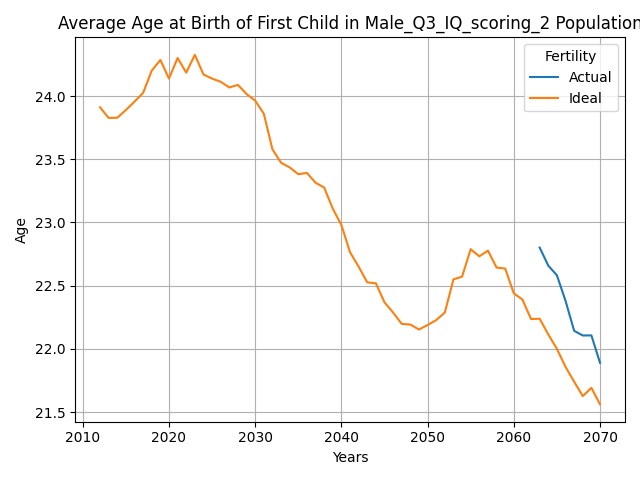 Average Age at Birth of First Child in Male_Q3_IQ_scoring_2 Population
Fertility
Actual
Ideal
Age
24.0
23.5
23.0
22.5
22.0
21.5
2010 2020 2030 2040 2050 2060 2070
Years